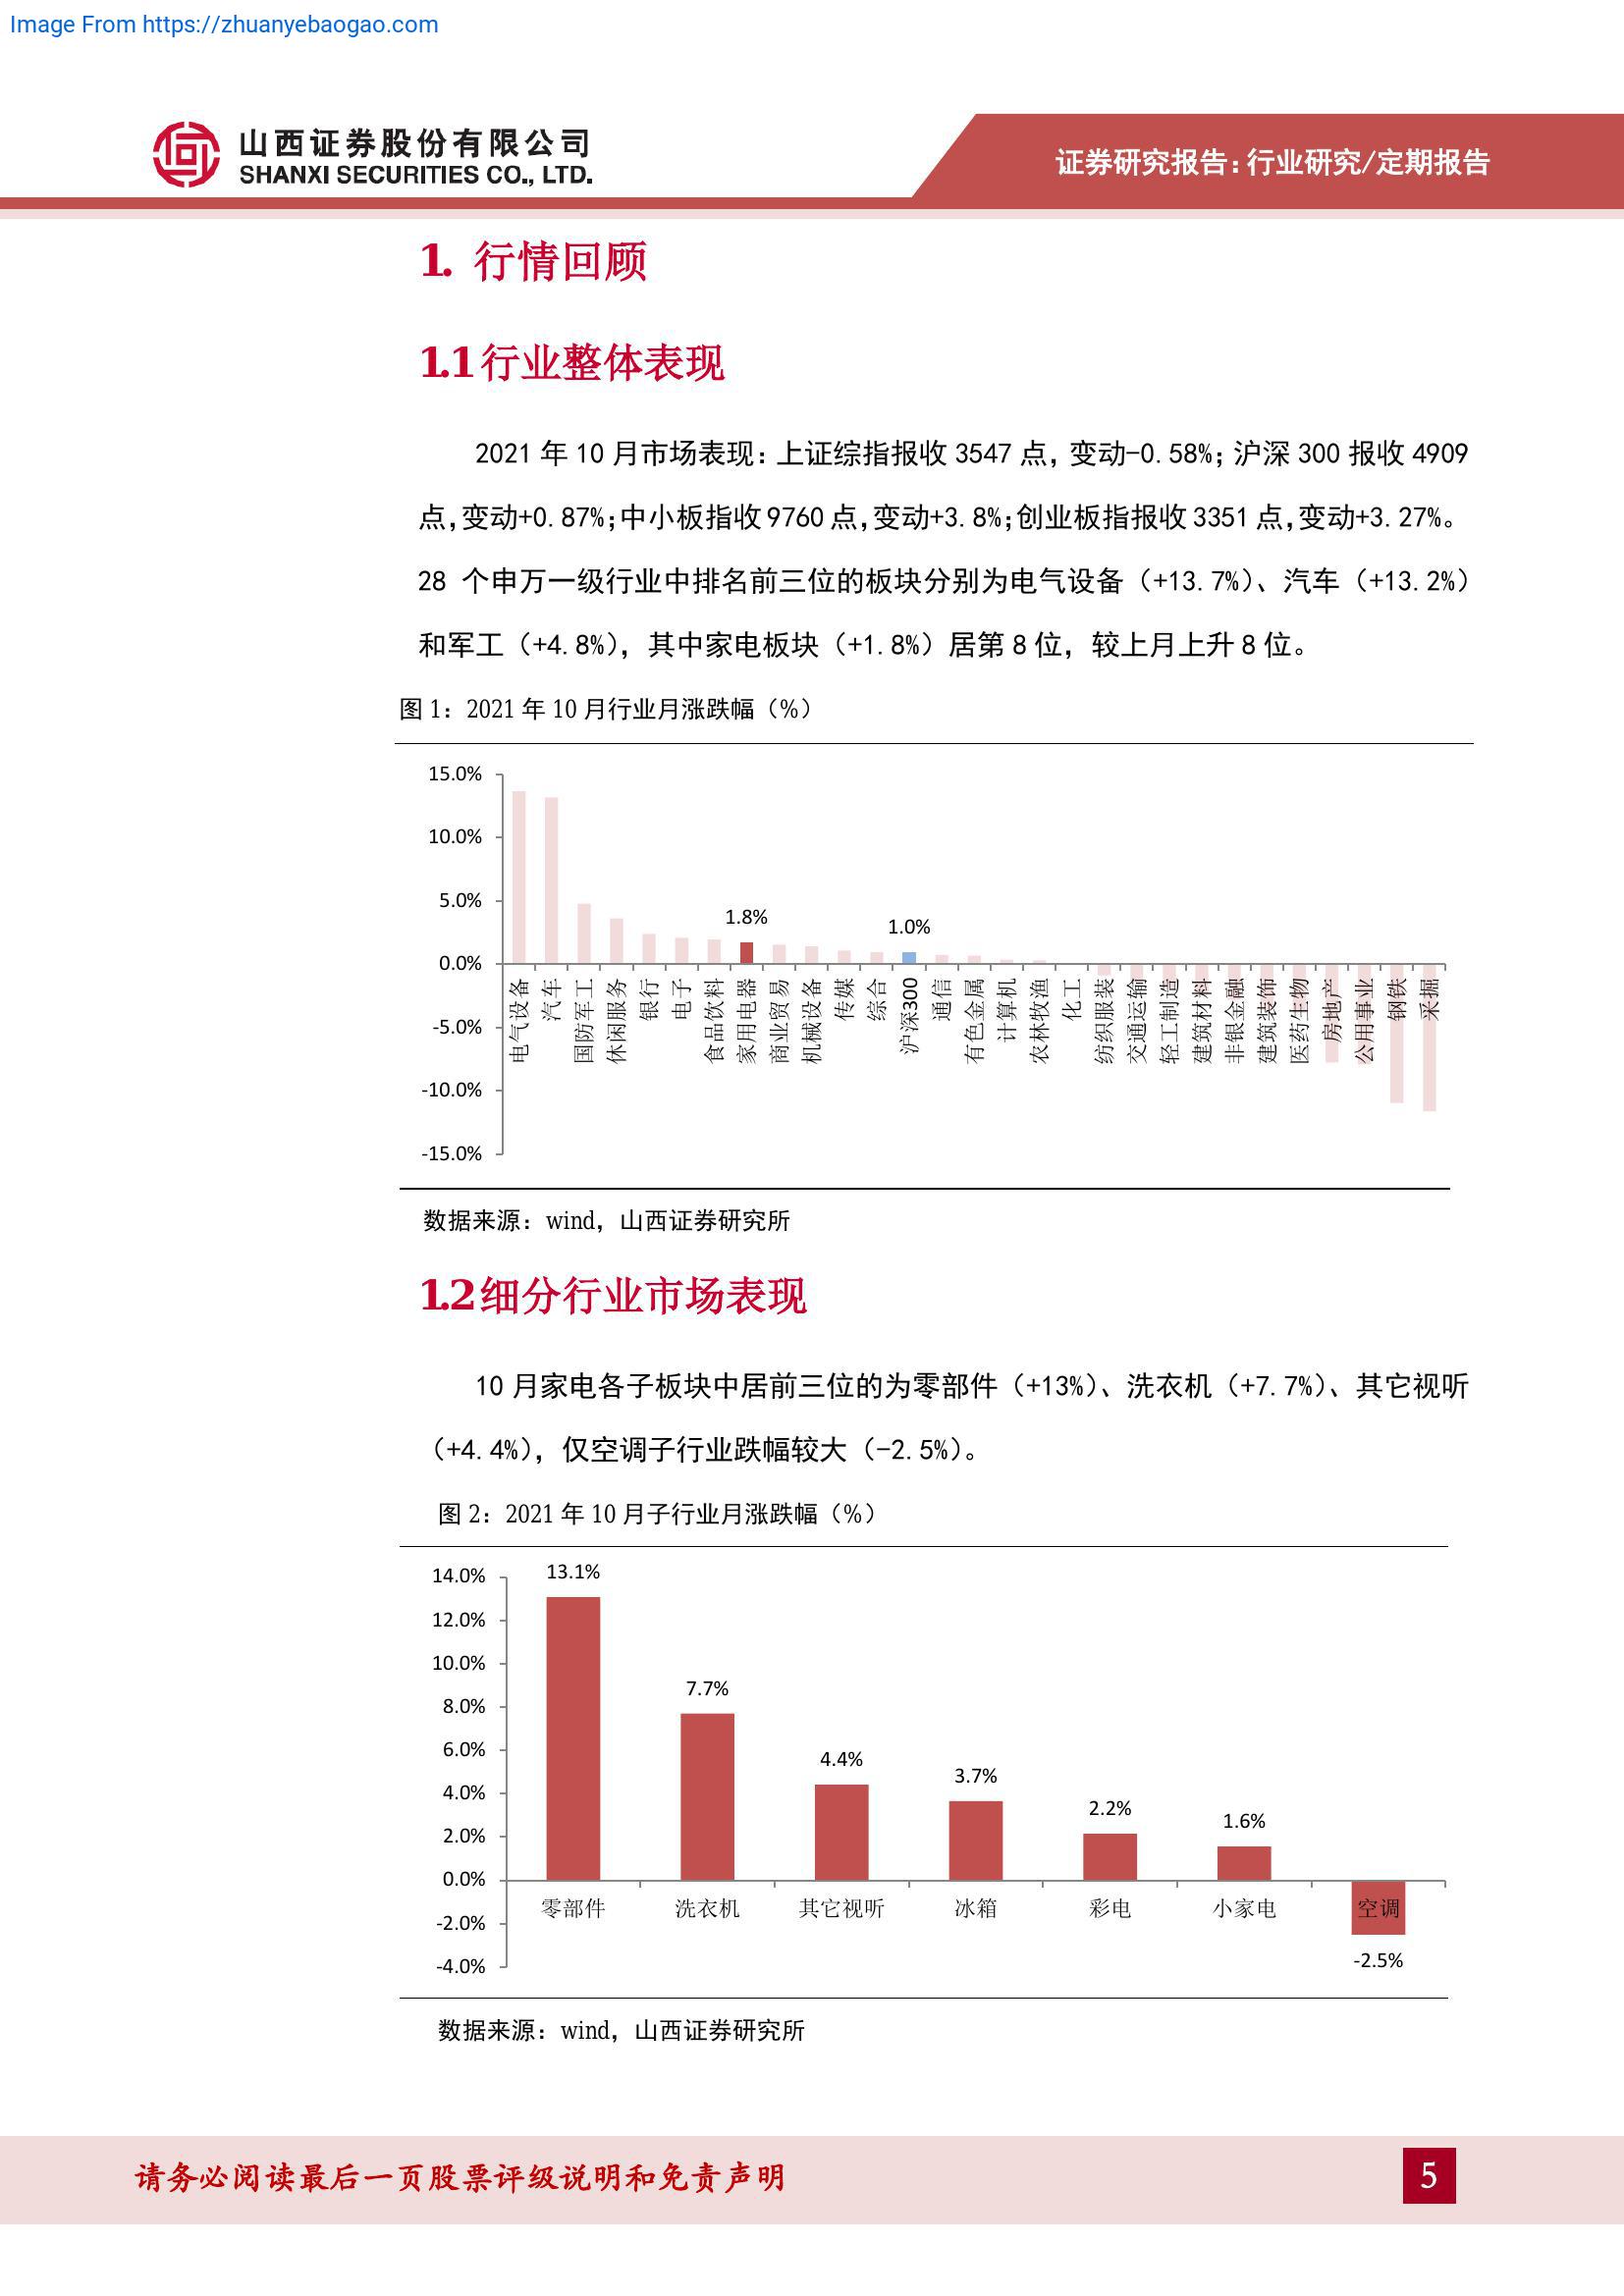 Image From https://zhuanyebaogao.com
山西证券股份有限公司
SHANXI SECURITIES CO., LTD.
证券研究报告:行业研究/定期报告
1. 行情回顾
1.1 行业整体表现
2021 年 10 月市场表现：上证综指报收 3547 点，变动-0.58%；沪深 300 报收 4909
点，变动+0.87%；中小板指收 9760 点，变动+3.8%；创业板指报收 3351 点，变动+3.27%。
28 个申万一级行业中排名前三位的板块分别为电气设备（+13.7%）、汽车（+13.2%）
和军工（+4.8%），其中家电板块（+1.8%）居第 8 位，较上月上升 8 位。
图 1：2021 年 10 月行业月涨跌幅（%）
15.0%
10.0%
5.0%
0.0%
-5.0%
-10.0%
-15.0%
1.8%
1.0%
电气设备
汽车
国防军工
休闲服务
银行
电子
食品饮料
家用电器
商业贸易
机械设备
传媒
综合
沪深300
通信
有色金属
计算机
农林牧渔
化工
纺织服装
交通运输
轻工制造
建筑材料
非银金融
建筑装饰
医药生物
房地产
公用事业
钢铁
采掘
数据来源：wind，山西证券研究所
1.2 细分行业市场表现
10 月家电各子板块中居前三位的为零部件（+13%）、洗衣机（+7.7%）、其它视听
（+4.4%），仅空调子行业跌幅较大（-2.5%）。
图 2：2021 年 10 月子行业月涨跌幅（%）
14.0%
12.0%
10.0%
8.0%
6.0%
4.0%
2.0%
0.0%
-2.0%
-4.0%
13.1%
7.7%
4.4%
3.7%
2.2%
1.6%
-2.5%
零部件
洗衣机
其它视听
冰箱
彩电
小家电
空调
数据来源：wind，山西证券研究所
请务必阅读最后一页股票评级说明和免责声明
5